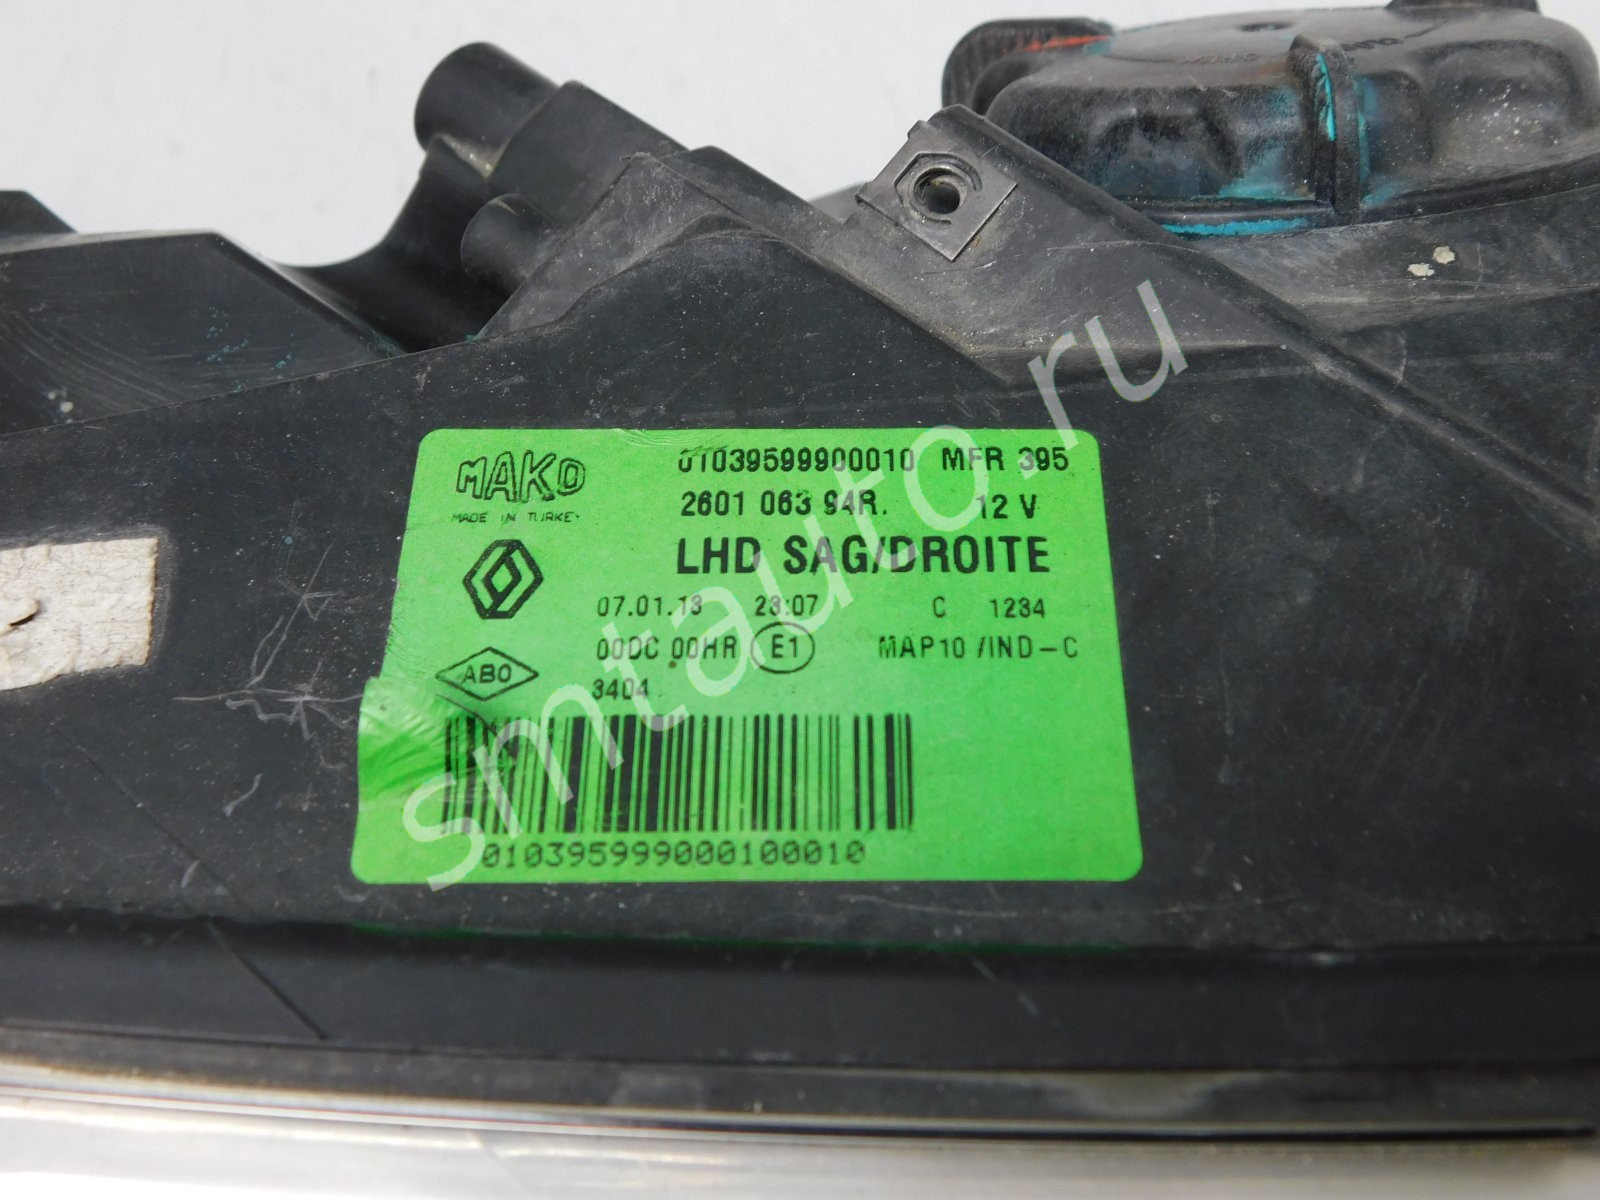 MAKO
MADE IN TURKEY
01039599900010 MFR 395
2601 063 94R. 12 V
LHD SAG/DROITE
07.01.13 23:07 C 1234
00DC 00HR E1 MAP10 /IND-C
ABO
3404
010395999000100010
smtauto.ru